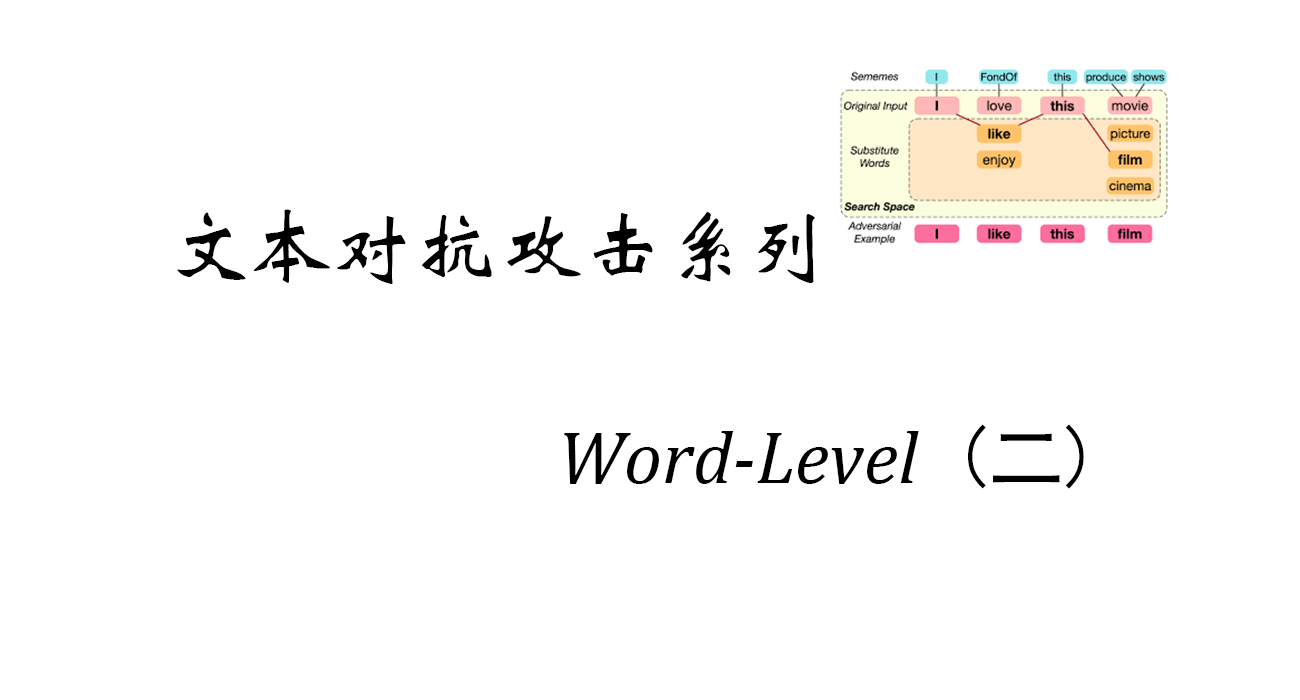 Sememes I FondOf this produce shows
Original Input I love this movie
like picture
Substitute Words enjoy film
cinema
Search Space
Adversarial Example I like this film
文本对抗攻击系列
Word-Level（二）